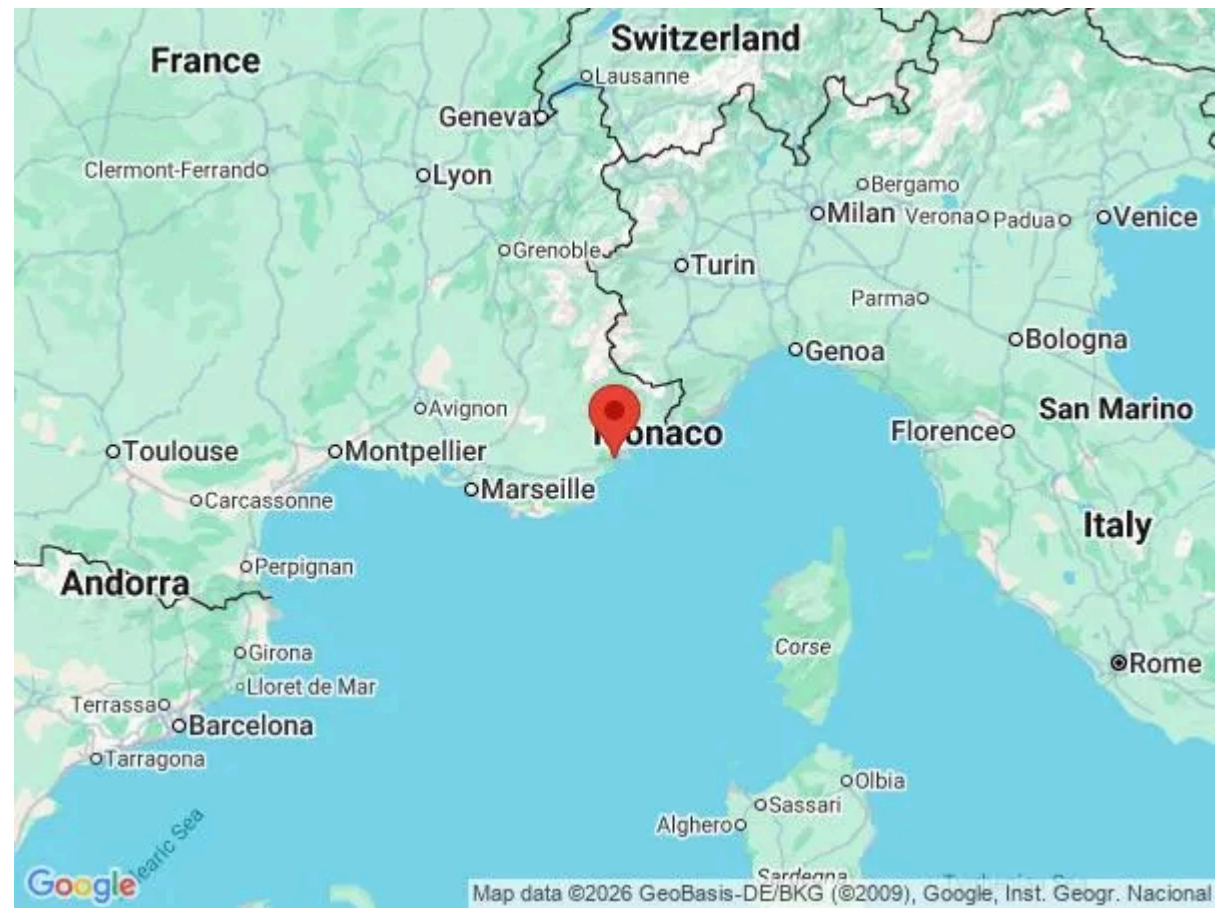 France
Switzerland
Lausanne
Geneva
Clermont-Ferrand
Lyon
Bergamo
Milan
Verona
Padua
Venice
Grenoble
Turin
Parma
Bologna
Genoa
Avignon
San Marino
Monaco
Florence
Toulouse
Montpellier
Marseille
Carcassonne
Italy
Perpignan
Andorra
Corse
Girona
Rome
Lloret de Mar
Terrassa
Barcelona
Tarragona
Olbia
Sassari
Alghero
Sardegna
Google
Map data ©2026 GeoBasis-DE/BKG (©2009), Google, Inst. Geogr. Nacional